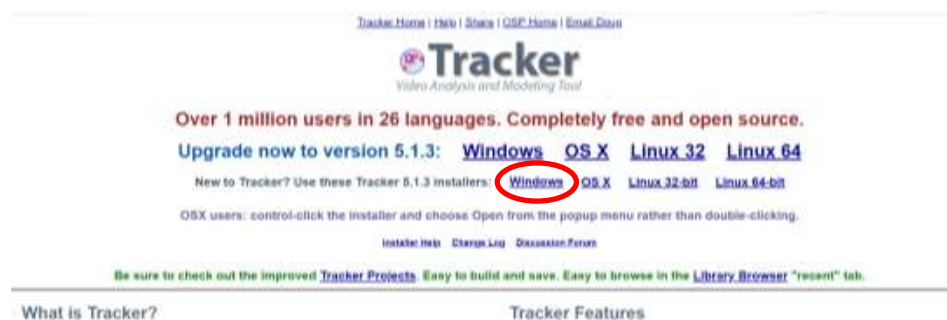 Tracker Home | Help | Share | OSP Home | Email Doug
Tracker
Video Analysis and Modeling Tool
Over 1 million users in 26 languages. Completely free and open source.
Upgrade now to version 5.1.3: Windows OS X Linux 32 Linux 64
New to Tracker? Use these Tracker 5.1.3 installers: Windows OS X Linux 32-bit Linux 64-bit
OSX users: control-click the installer and choose Open from the popup menu rather than double-clicking.
Installer Help Change Log Discussion Forum
Be sure to check out the improved Tracker Projects. Easy to build and save. Easy to browse in the Library Browser "recent" tab.
What is Tracker? Tracker Features